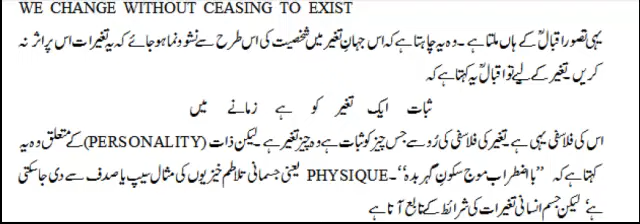 WE CHANGE WITHOUT CEASING TO EXIST
یہی تصور اقبالؒ کے ہاں ملتا ہے۔ وہ یہ چاہتا ہے کہ اس جہانِ تغیر میں شخصیت کی اس طرح سے نشوونما ہو جائے کہ یہ تغیرات اس پر اثر نہ
کریں۔ تغیر کے لیے تو اقبالؒ یہ کہتا ہے کہ
ثبات ایک تغیر کو ہے زمانے میں
اس کی فلاسفی یہی ہے تغیر کی فلاسفی کی رُو سے جس چیز کو ثبات ہے وہ چیز تغیر ہے۔ لیکن ذات (PERSONALITY) کے متعلق وہ یہ
کہتا ہے کہ ”با اضطراب موج سکونِ گہر بدہ“۔ PHYSIQUE یعنی جسمانی تلاطم خیزیوں کی مثال سیپ یا صدف سے دی جا سکتی
ہے‘ لیکن جسم انسانی تغیرات کی شرائط کے تابع آتا ہے